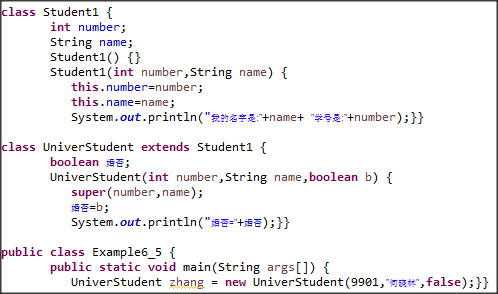 class Student1 {
int number;
String name;
Student1() {}
Student1(int number,String name) {
this.number=number;
this.name=name;
System.out.println("我的名字是:"+name+ "学号是:"+number);}}
class UniverStudent extends Student1 {
boolean 婚否;
UniverStudent(int number,String name,boolean b) {
super(number,name);
婚否=b;
System.out.println("婚否="+婚否);}}
public class Example6_5 {
public static void main(String args[]) {
UniverStudent zhang = new UniverStudent(9901,"何晓林",false);}}